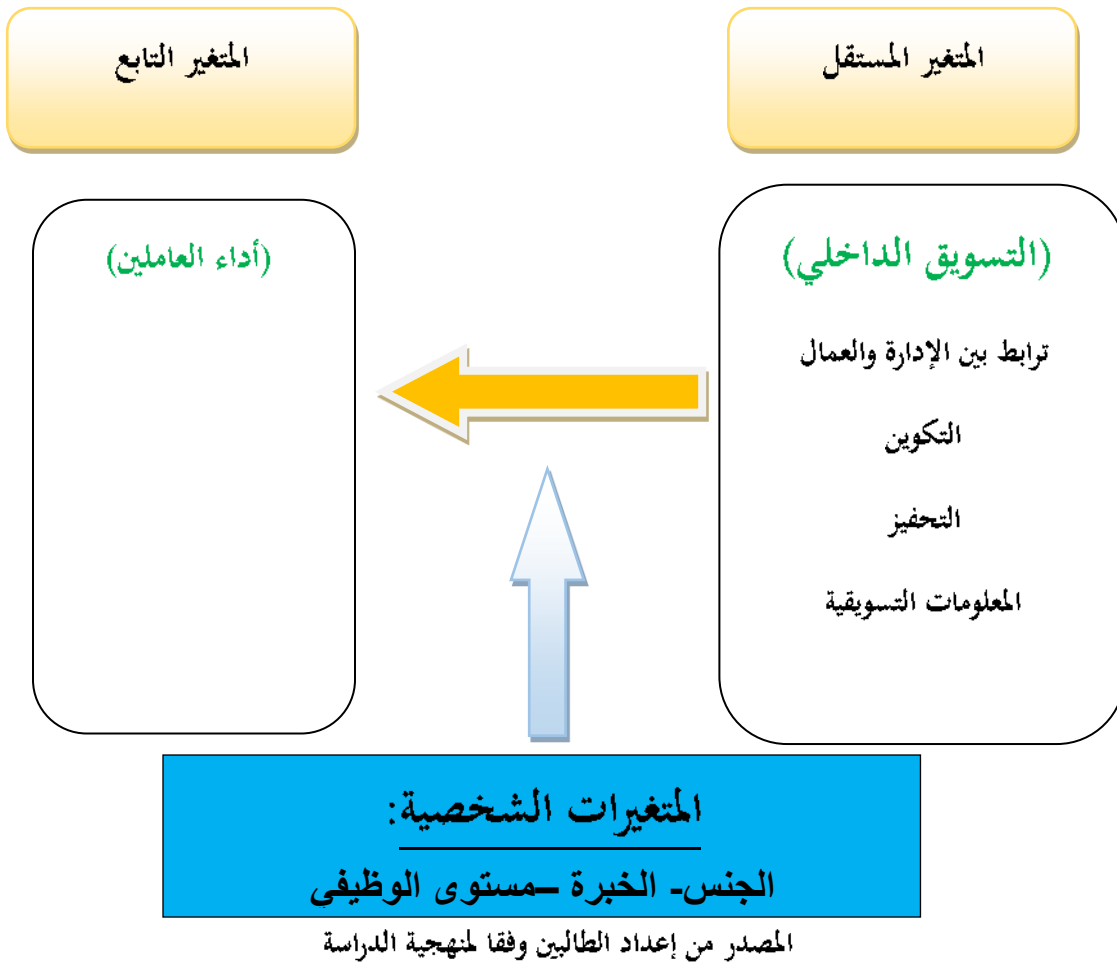 المتغير المستقل
المتغير التابع
(التسويق الداخلي)
ترابط بين الإدارة والعمال
التكوين
التحفيز
المعلومات التسويقية
(أداء العاملين)
المتغيرات الشخصية:
الجنس- الخبرة –مستوى الوظيفي
المصدر من إعداد الطالبين وفقا لمنهجية الدراسة